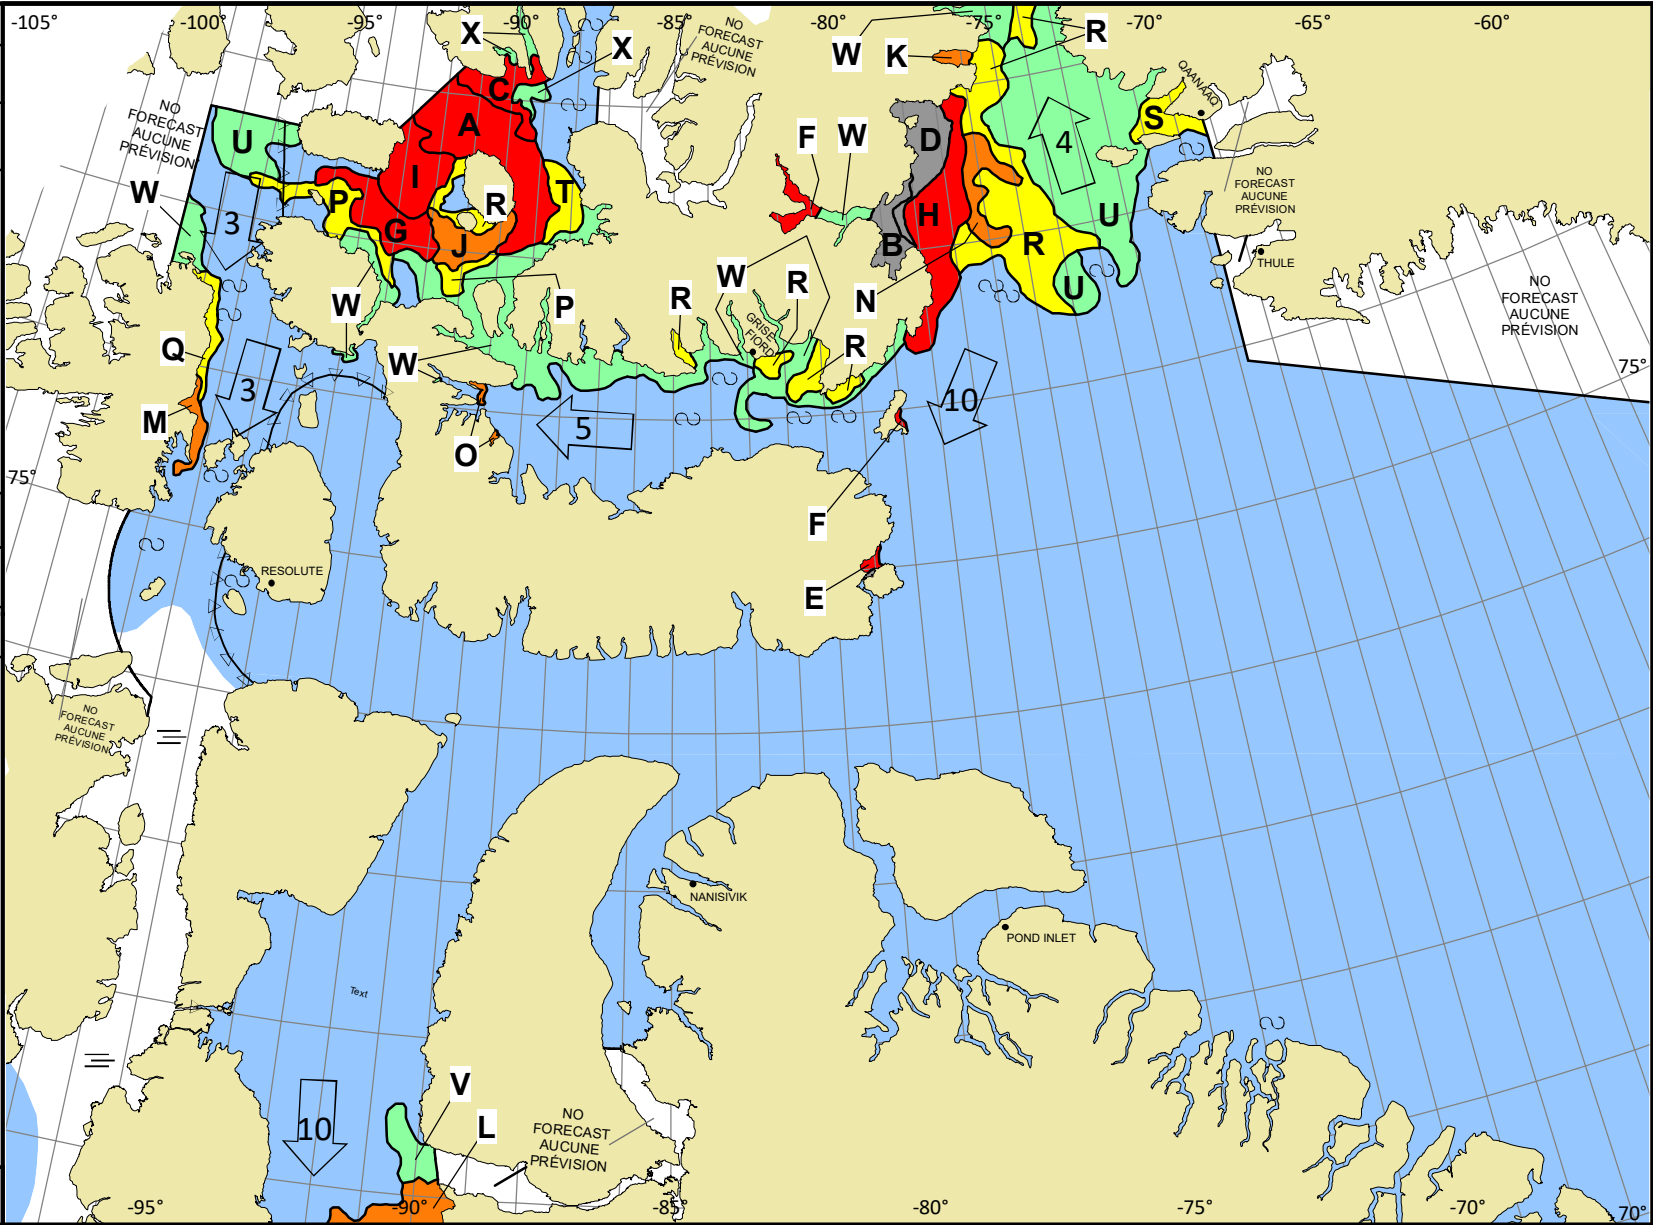 -105°
-100°
-95°
-90°
-85°
-80°
-75°
-70°
-65°
-60°
X
X
W
K
R
NO
FORECAST
AUCUNE
PRÉVISION
NO
FORECAST
AUCUNE
PRÉVISION
QAANAAQ
C
A
U
D
F
W
4
S
I
W
3
P
R
T
G
J
H
B
R
U
NO
FORECAST
AUCUNE
PRÉVISION
THULE
W
R
N
U
W
P
R
GRISE
FIORD
R
NO
FORECAST
AUCUNE
PRÉVISION
Q
W
75°
3
M
5
10
O
75°
F
RESOLUTE
E
NO
FORECAST
AUCUNE
PRÉVISION
NANISIVIK
POND INLET
Text
V
L
10
NO
FORECAST
AUCUNE
PRÉVISION
-95°
-90°
-85°
-80°
-75°
-70°
70°